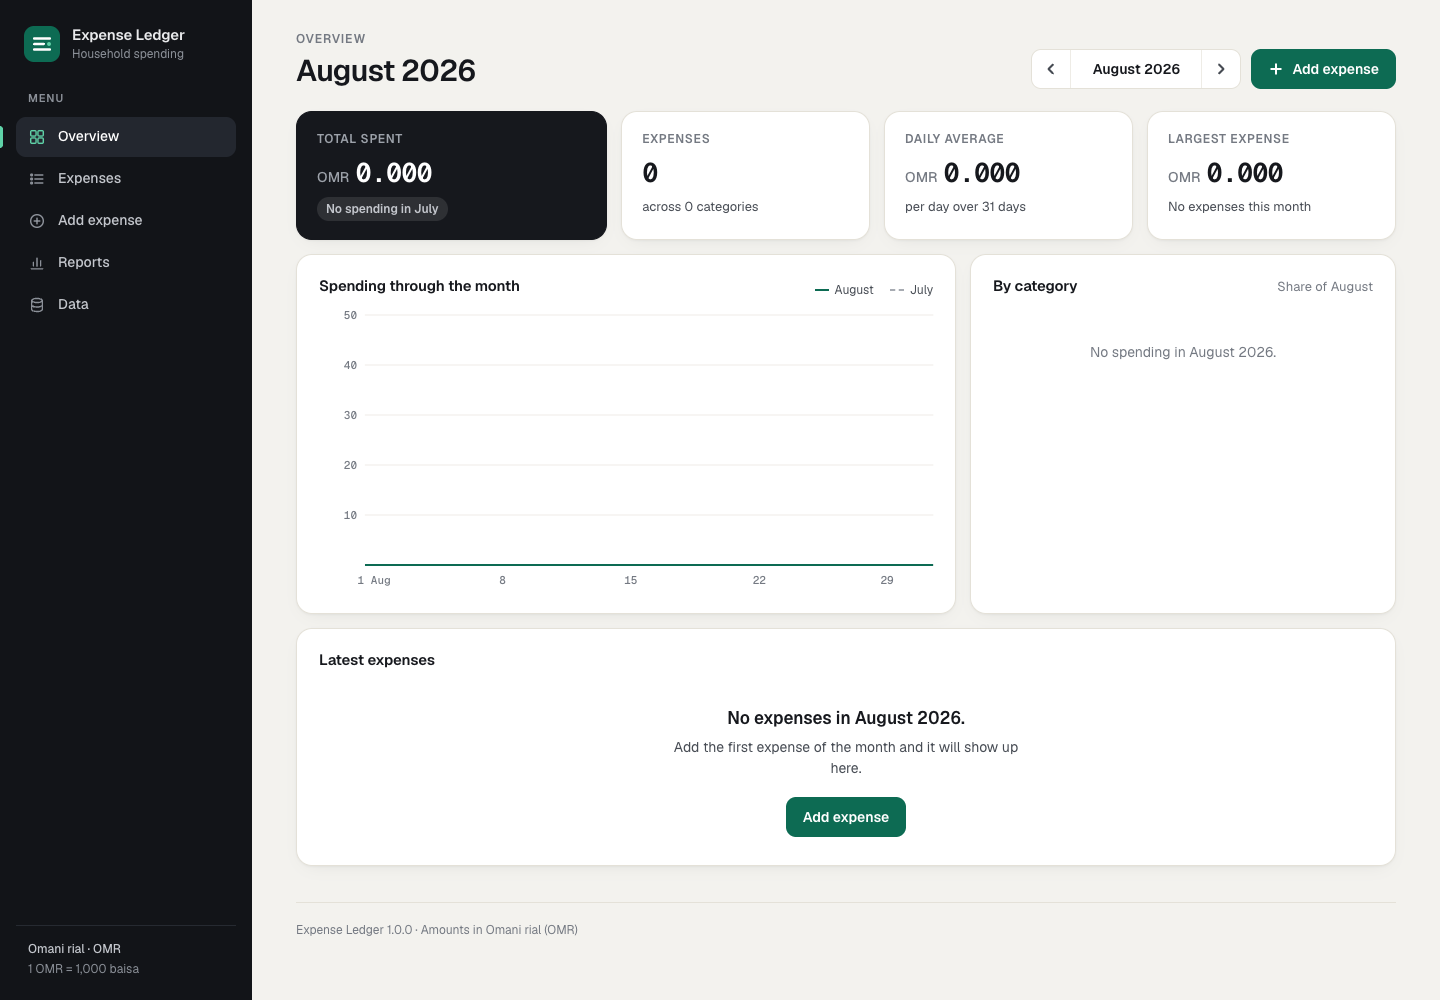 Expense Ledger
Household spending
MENU
Overview
Expenses
Add expense
Reports
Data
Omani rial · OMR
1 OMR = 1,000 baisa
OVERVIEW
August 2026
August 2026
Add expense
TOTAL SPENT
OMR 0.000
No spending in July
EXPENSES
0
across 0 categories
DAILY AVERAGE
OMR 0.000
per day over 31 days
LARGEST EXPENSE
OMR 0.000
No expenses this month
Spending through the month
August July
50
40
30
20
10
1 Aug 8 15 22 29
By category
Share of August
No spending in August 2026.
Latest expenses
No expenses in August 2026.
Add the first expense of the month and it will show up
here.
Add expense
Expense Ledger 1.0.0 · Amounts in Omani rial (OMR)